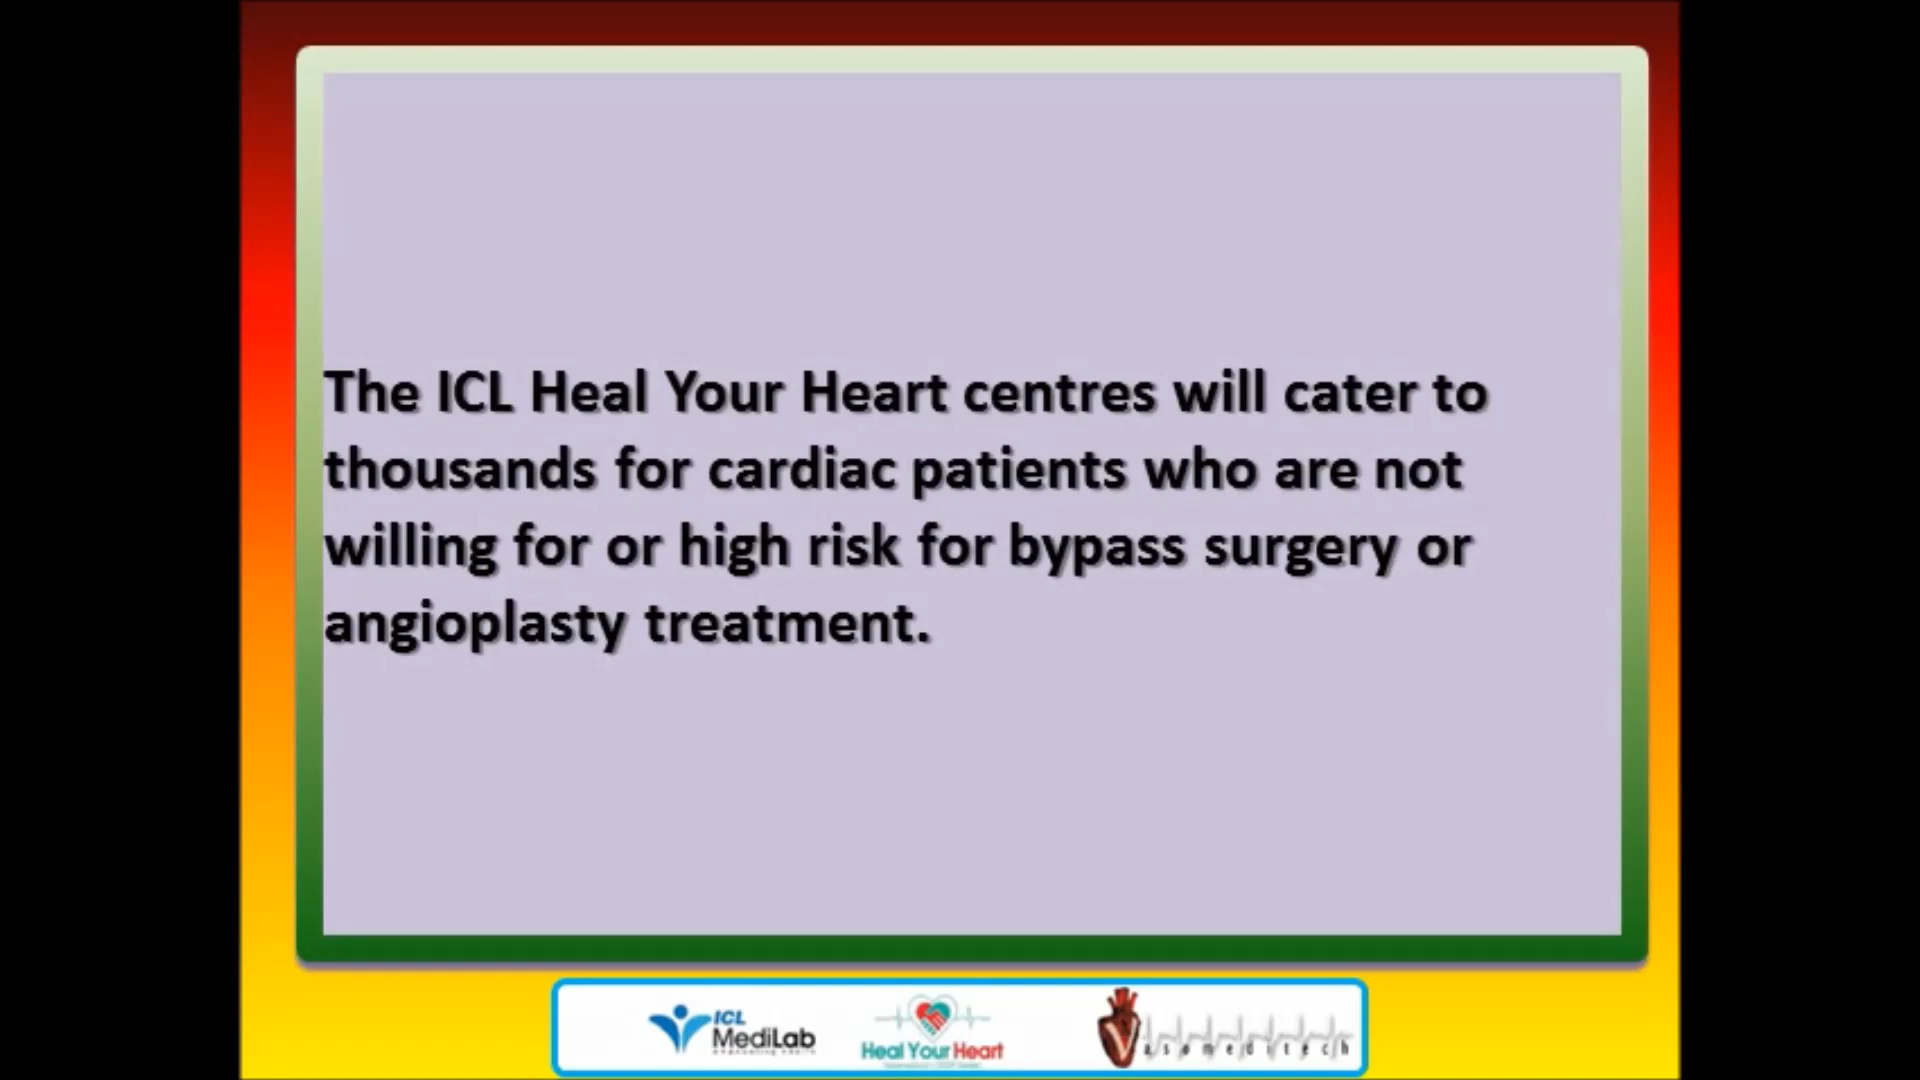 The ICL Heal Your Heart centres will cater to
thousands for cardiac patients who are not
willing for or high risk for bypass surgery or
angioplasty treatment.
ICL
MediLab
Heal Your Heart
Vasomeditech